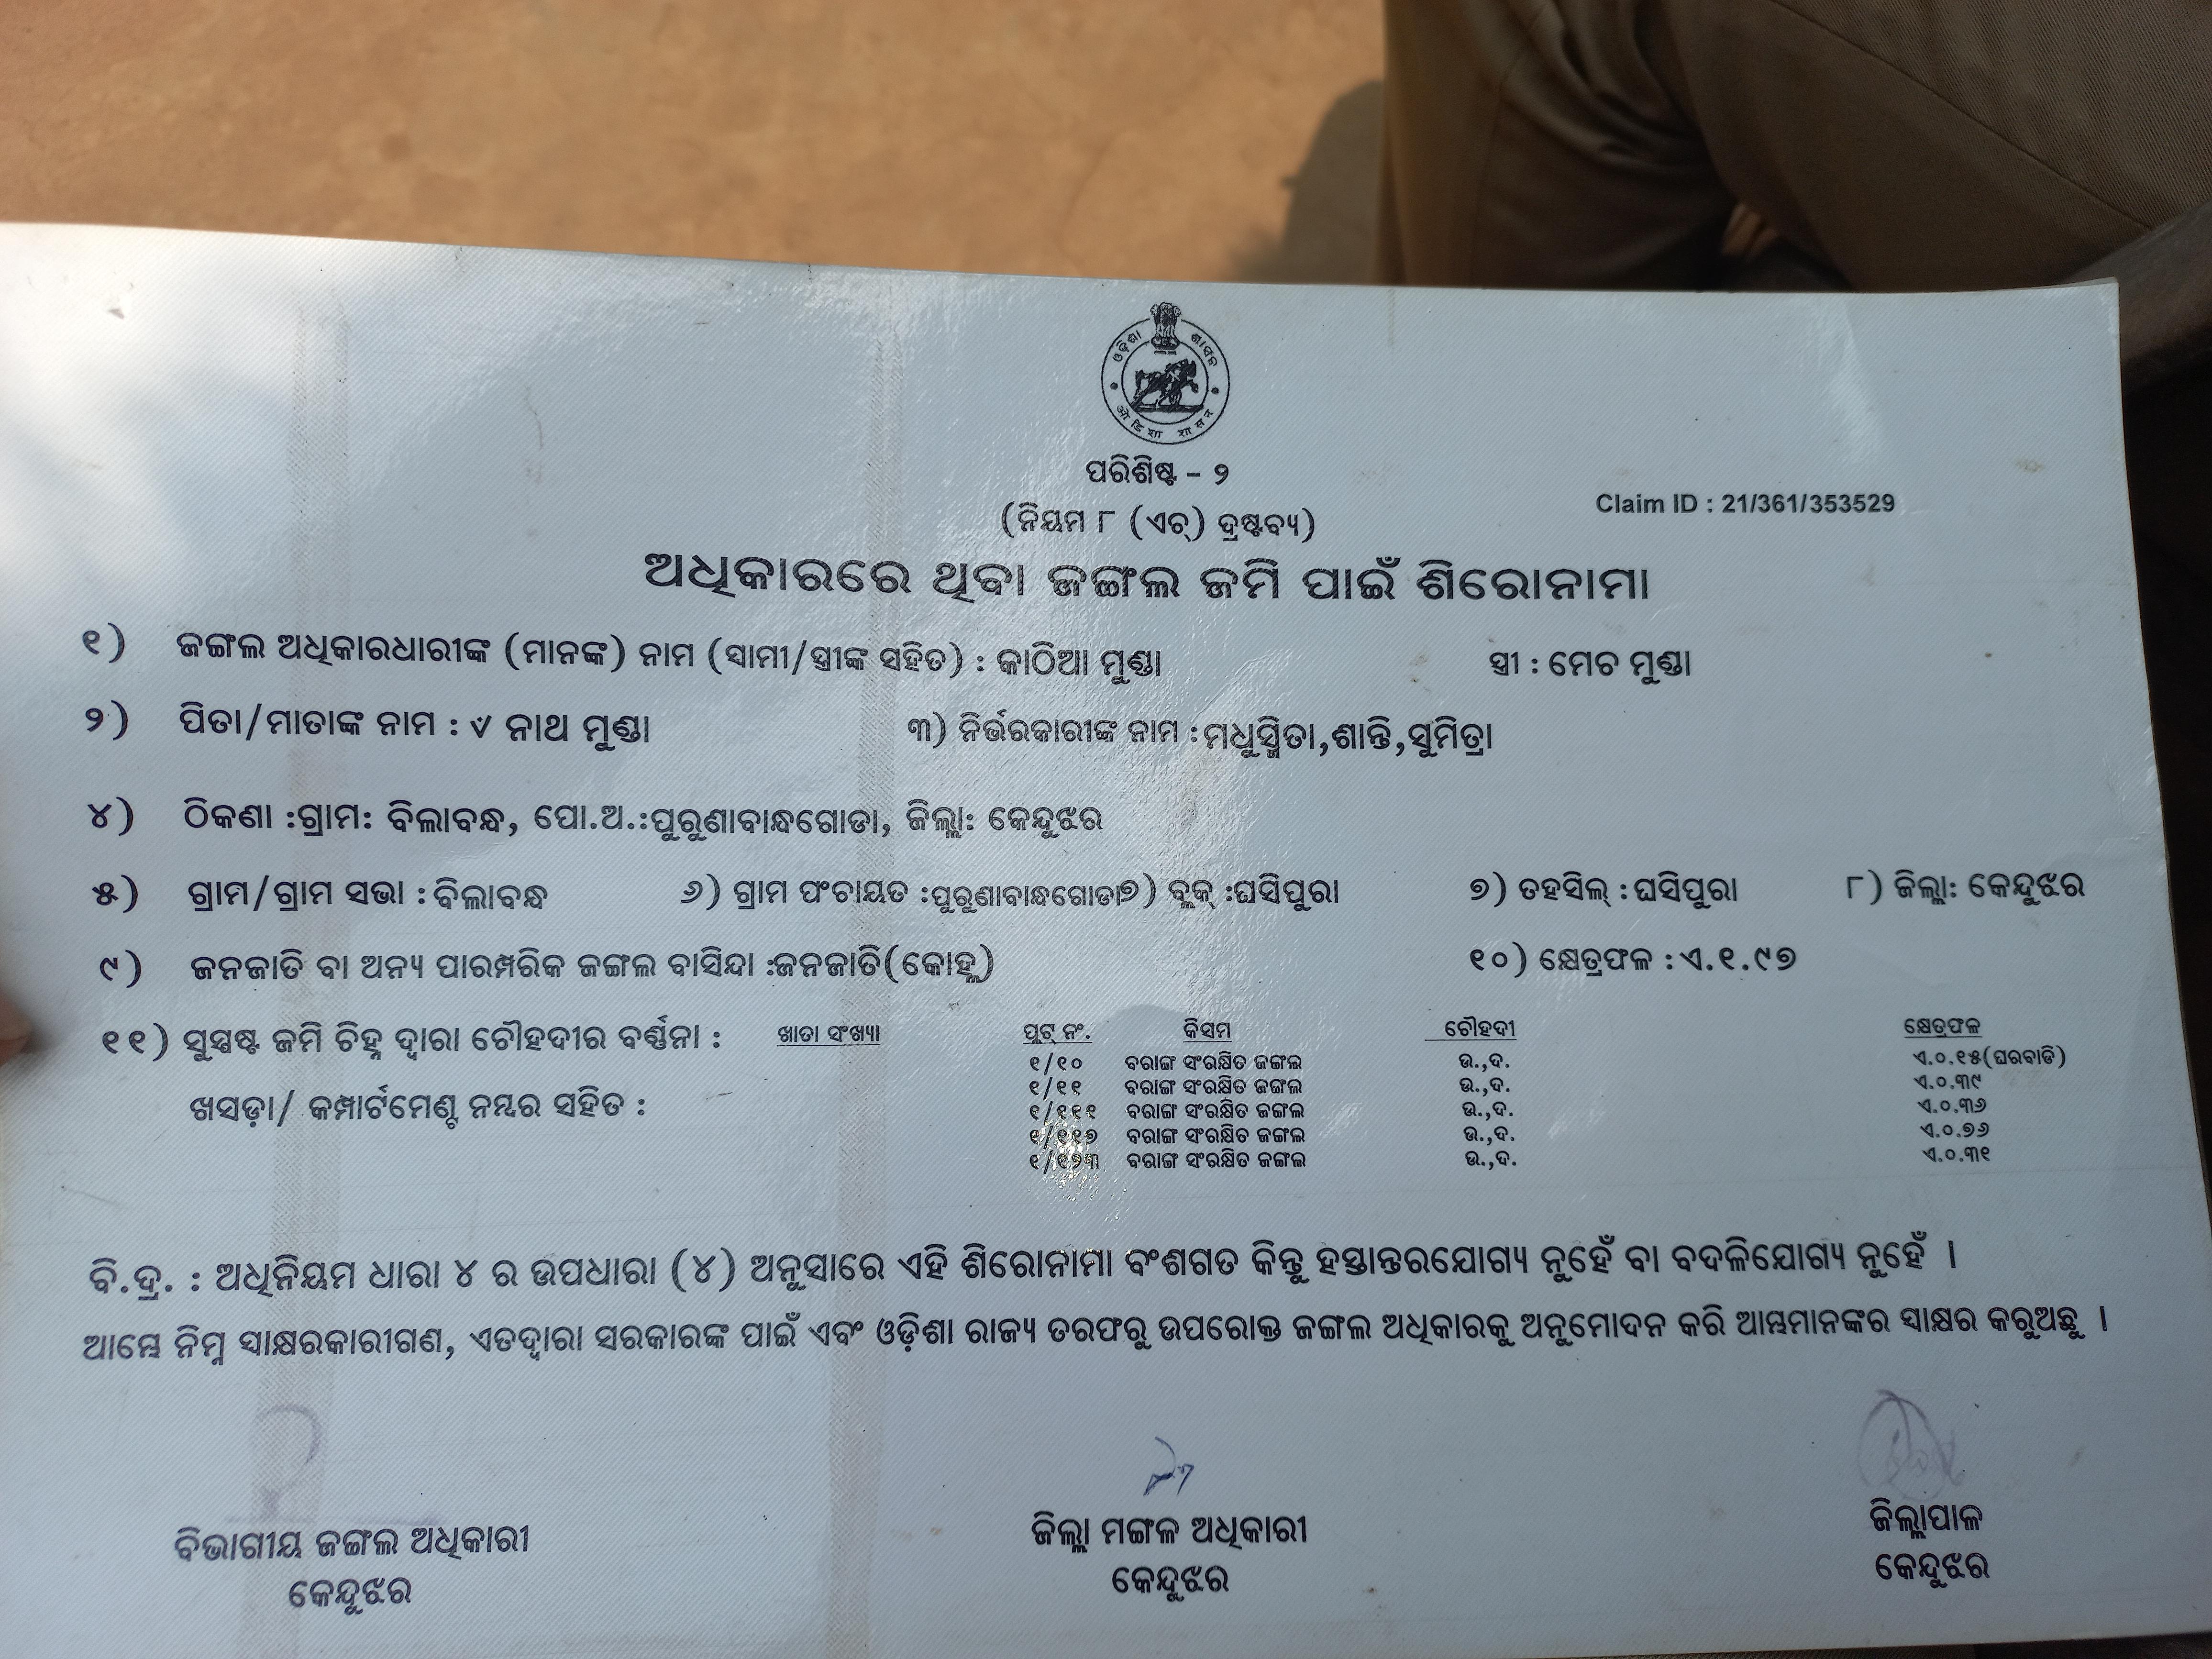 ଓଡ଼ିଶା ଶାସନ
ओडिशा शासन
ପରିଶିଷ୍ଟ – ୨
Claim ID : 21/361/353529
(ନିୟମ ୮ (ଏଚ୍) ଦ୍ରଷ୍ଟବ୍ୟ)
ଅଧିକାରରେ ଥିବା ଜଙ୍ଗଲ ଜମି ପାଇଁ ଶିରୋନାମା
୧) ଜଙ୍ଗଲ ଅଧିକାରଧାରୀଙ୍କ (ମାନଙ୍କ) ନାମ (ସ୍ୱାମୀ/ସ୍ତ୍ରୀଙ୍କ ସହିତ) : କାଠିଆ ମୁଣ୍ଡା ସ୍ତ୍ରୀ : ମେଚ ମୁଣ୍ଡା
୨) ପିତା/ମାତାଙ୍କ ନାମ : ୰ ନାଥ ମୁଣ୍ଡା ୩) ନିର୍ଭରକାରୀଙ୍କ ନାମ : ମଧୁସ୍ମିତା,ଶାନ୍ତି,ସୁମିତ୍ରା
୪) ଠିକଣା :ଗ୍ରାମ: ବିଲାବନ୍ଧ, ପୋ.ଅ.:ପୁରୁଣାବାନ୍ଧଗୋଡା, ଜିଲ୍ଲା: କେନ୍ଦୁଝର
୫) ଗ୍ରାମ/ଗ୍ରାମ ସଭା : ବିଲାବନ୍ଧ ୬) ଗ୍ରାମ ପଂଚାୟତ :ପୁରୁଣାବାନ୍ଧଗୋଡା ୭) ବ୍ଲକ୍ :ଘସିପୁରା ୭) ତହସିଲ୍ : ଘସିପୁରା ୮) ଜିଲ୍ଲା: କେନ୍ଦୁଝର
୯) ଜନଜାତି ବା ଅନ୍ୟ ପାରମ୍ପରିକ ଜଙ୍ଗଲ ବାସିନ୍ଦା :ଜନଜାତି(କୋହ୍ଲ) ୧୦) କ୍ଷେତ୍ରଫଳ : ଏ.୧.୯୭
୧୧) ସୁସ୍ପଷ୍ଟ ଜମି ଚିହ୍ନ ଦ୍ୱାରା ଚୌହଦୀର ବର୍ଣ୍ଣନା : ଖାତା ସଂଖ୍ୟା ପ୍ଲଟ୍ ନଂ. କିସମ ଚୌହଦୀ କ୍ଷେତ୍ରଫଳ
୧/୧୦ ବରାଙ୍ଗ ସଂରକ୍ଷିତ ଜଙ୍ଗଲ ଉ.,ଦ. ଏ.୦.୧୫(ଘରବାଡି)
୧/୧୧ ବରାଙ୍ଗ ସଂରକ୍ଷିତ ଜଙ୍ଗଲ ଉ.,ଦ. ଏ.୦.୩୯
ଖସଡ଼ା/ କମ୍ପାର୍ଟମେଣ୍ଟ ନମ୍ବର ସହିତ : ୧/୧୧୧ ବରାଙ୍ଗ ସଂରକ୍ଷିତ ଜଙ୍ଗଲ ଉ.,ଦ. ଏ.୦.୩୬
୧/୧୧୭ ବରାଙ୍ଗ ସଂରକ୍ଷିତ ଜଙ୍ଗଲ ଉ.,ଦ. ଏ.୦.୭୬
୧/୧୭୩ ବରାଙ୍ଗ ସଂରକ୍ଷିତ ଜଙ୍ଗଲ ଉ.,ଦ. ଏ.୦.୩୧
ବି.ଦ୍ର. : ଅଧିନିୟମ ଧାରା ୪ ର ଉପଧାରା (୪) ଅନୁସାରେ ଏହି ଶିରୋନାମା ବଂଶଗତ କିନ୍ତୁ ହସ୍ତାନ୍ତରଯୋଗ୍ୟ ନୁହେଁ ବା ବଦଳିଯୋଗ୍ୟ ନୁହେଁ ।
ଆମ୍ଭେ ନିମ୍ନ ସାକ୍ଷରକାରୀଗଣ, ଏତଦ୍ଦ୍ୱାରା ସରକାରଙ୍କ ପାଇଁ ଏବଂ ଓଡ଼ିଶା ରାଜ୍ୟ ତରଫରୁ ଉପରୋକ୍ତ ଜଙ୍ଗଲ ଅଧିକାରକୁ ଅନୁମୋଦନ କରି ଆମ୍ଭମାନଙ୍କର ସାକ୍ଷର କରୁଅଛୁ ।
ବିଭାଗୀୟ ଜଙ୍ଗଲ ଅଧିକାରୀ ଜିଲ୍ଲା ମଙ୍ଗଳ ଅଧିକାରୀ ଜିଲ୍ଲାପାଳ
କେନ୍ଦୁଝର କେନ୍ଦୁଝର କେନ୍ଦୁଝର